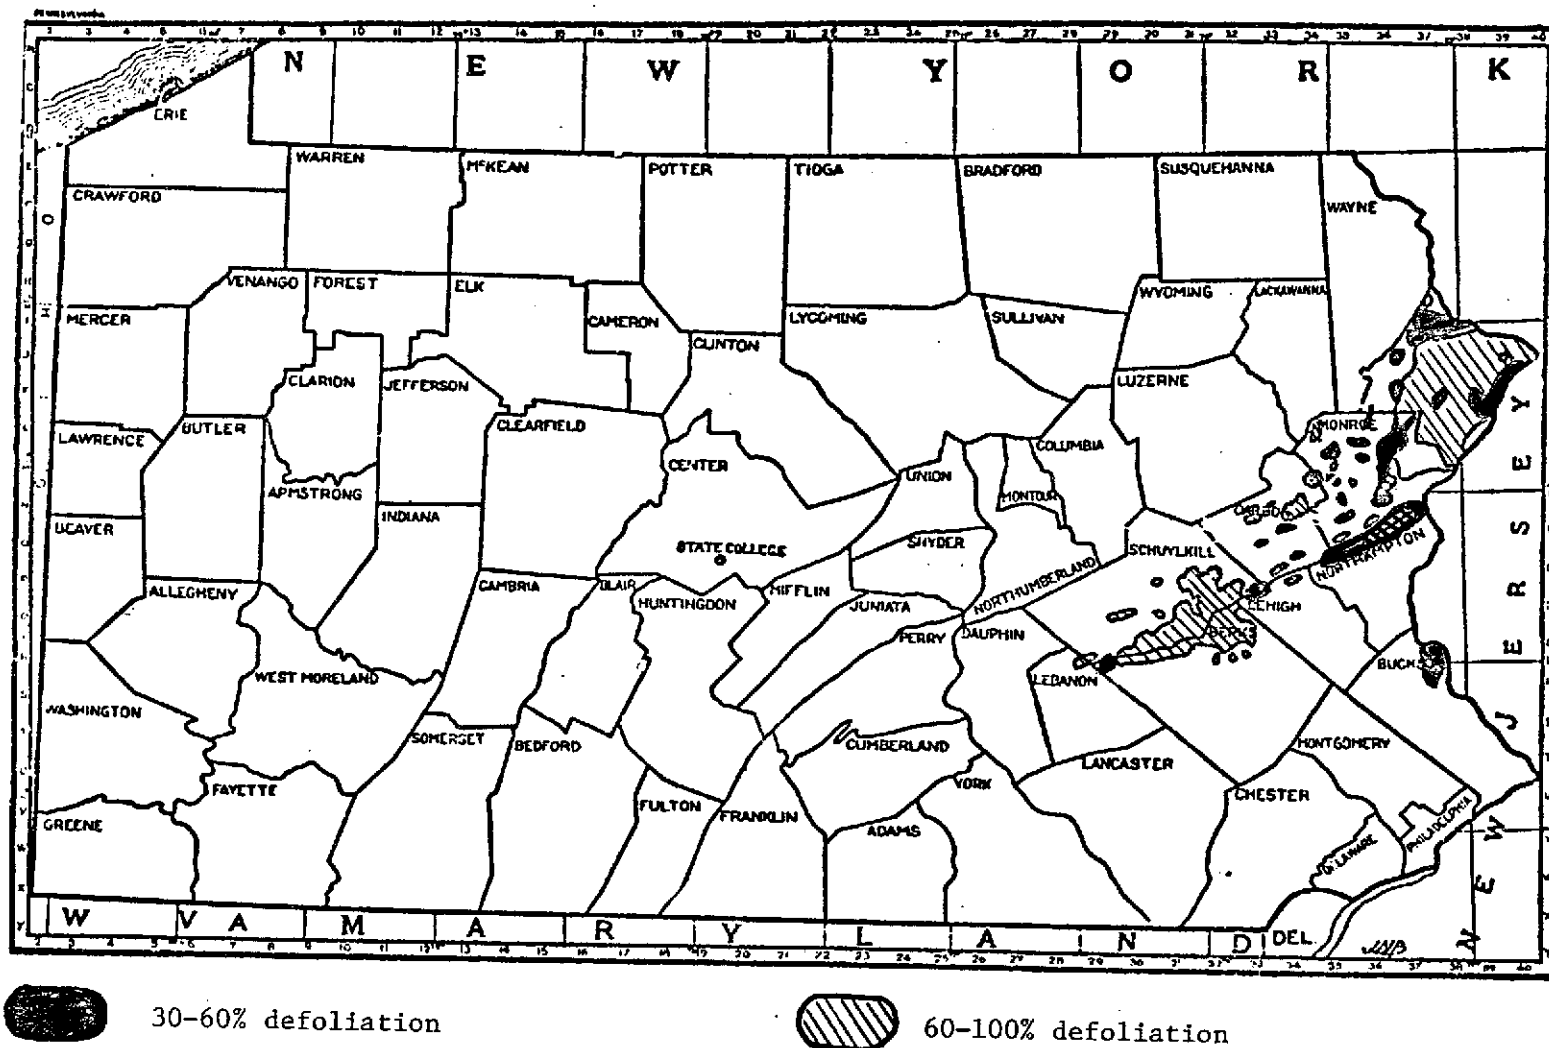 PENNSYLVANIA
N E W Y O R K
ERIE
WARREN
McKEAN
POTTER
TIOGA
BRADFORD
SUSQUEHANNA
CRAWFORD
WAYNE
VENANGO
FOREST
ELK
WYOMING
LACKAWANNA
MERCER
CAMERON
LYCOMING
SULLIVAN
CLINTON
CLARION
JEFFERSON
LUZERNE
BUTLER
CLEARFIELD
MONROE
LAWRENCE
COLUMBIA
CENTER
UNION
APMSTRONG
MONTOUR
INDIANA
BEAVER
SNYDER
STATE COLLEGE
SCHUYLKILL
NORTHAMPTON
ALLEGHENY
CAMBRIA
BLAIR
HUNTINGDON
MIFFLIN
JUNIATA
NORTHUMBERLAND
LEHIGH
PERRY
DAUPHIN
BERKS
WEST MORELAND
LEBANON
BUCKS
WASHINGTON
SOMERSET
BEDFORD
CUMBERLAND
MONTGOMERY
LANCASTER
FAYETTE
FULTON
YORK
CHESTER
GREENE
FRANKLIN
ADAMS
DELAWARE
PHILADELPHIA
N E W J E R S E Y
W V A M A R Y L A N D DEL.
30-60% defoliation
60-100% defoliation